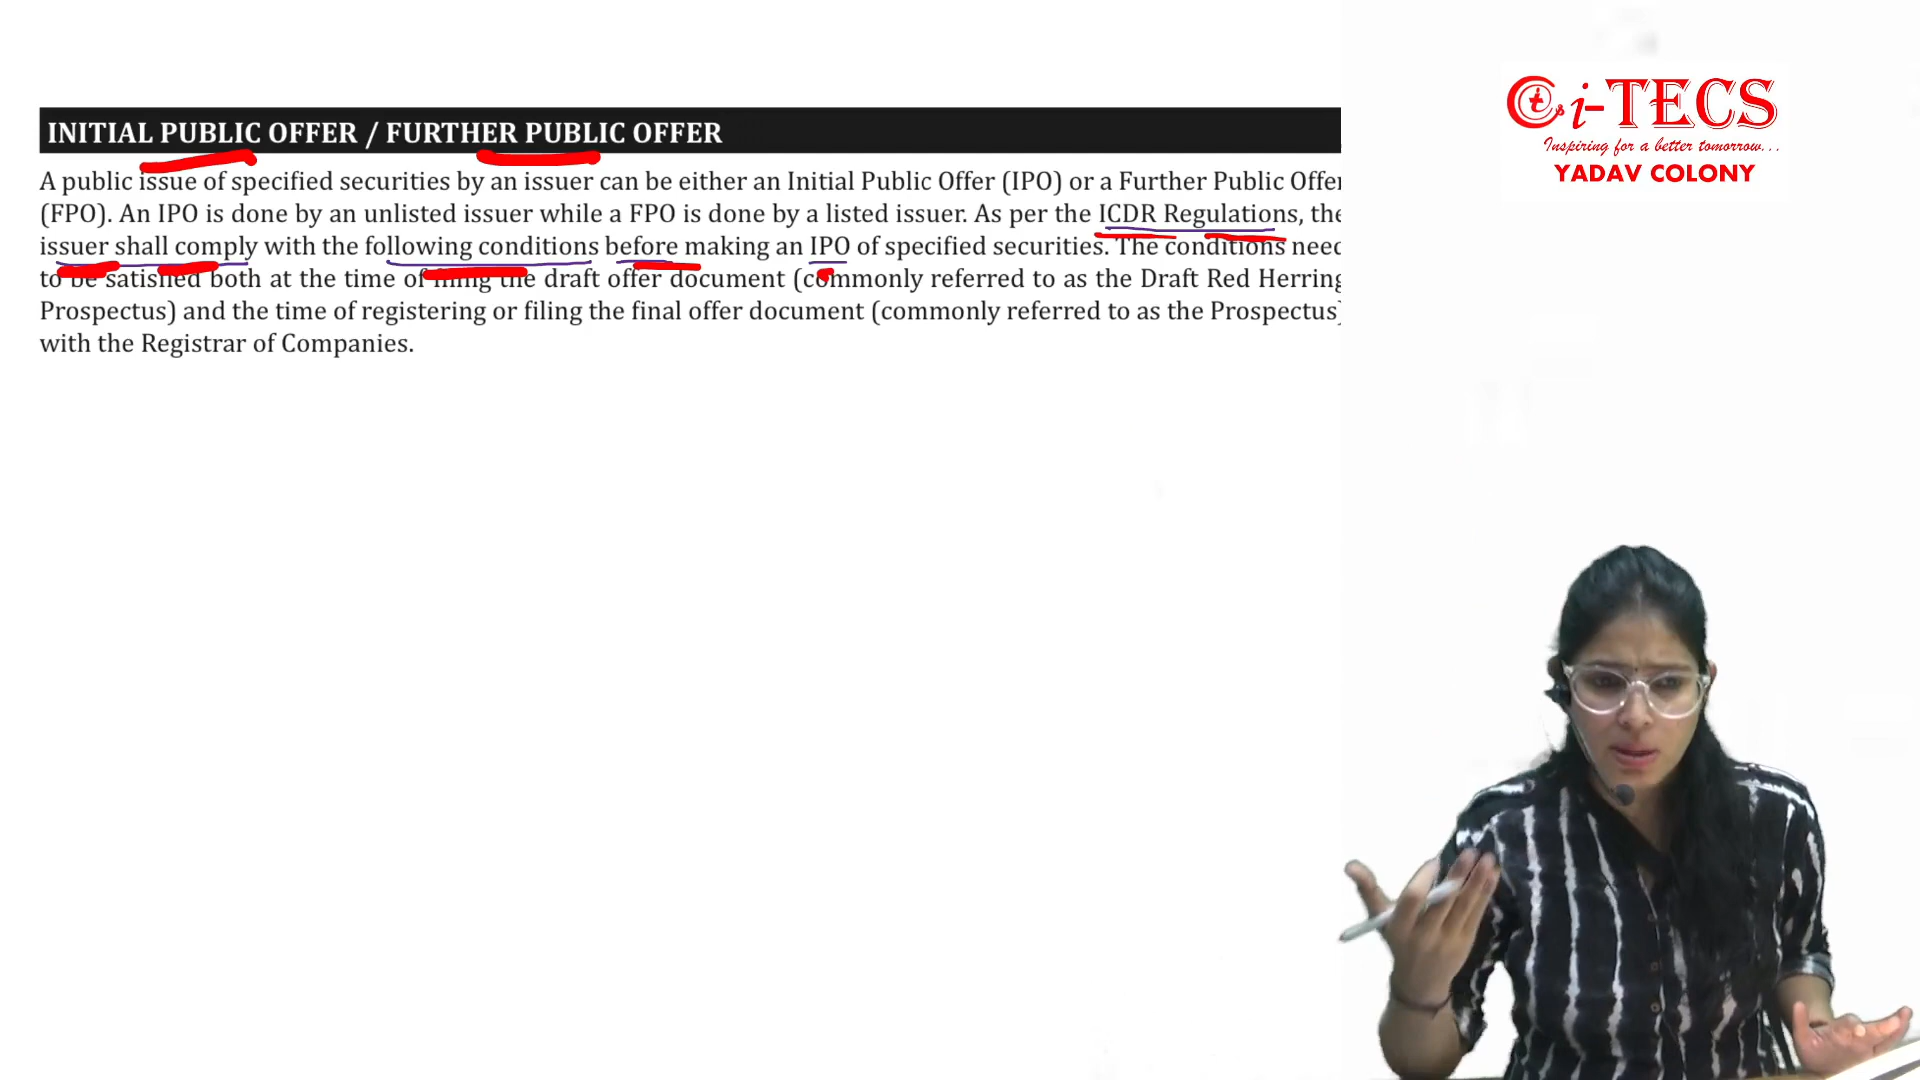 INITIAL PUBLIC OFFER / FURTHER PUBLIC OFFER
A public issue of specified securities by an issuer can be either an Initial Public Offer (IPO) or a Further Public Offer
(FPO). An IPO is done by an unlisted issuer while a FPO is done by a listed issuer. As per the ICDR Regulations, the
issuer shall comply with the following conditions before making an IPO of specified securities. The conditions need
to be satisfied both at the time of filing the draft offer document (commonly referred to as the Draft Red Herring
Prospectus) and the time of registering or filing the final offer document (commonly referred to as the Prospectus)
with the Registrar of Companies.
i-TECS
Inspiring for a better tomorrow...
YADAV COLONY